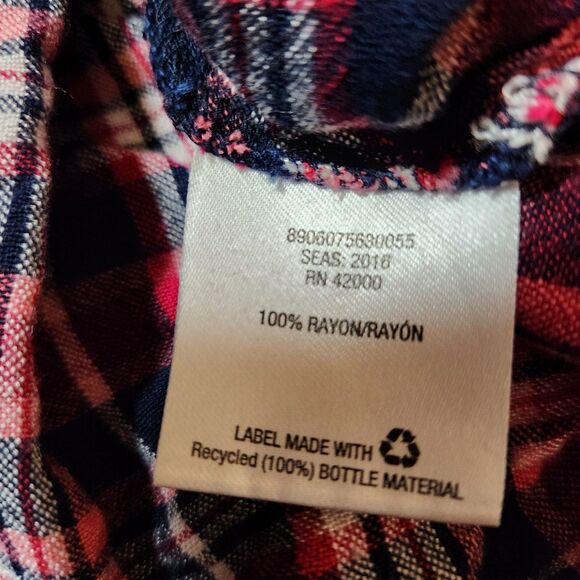 8906075630055
SEAS: 2016
RN 42000
100% RAYON/RAYÓN
LABEL MADE WITH
Recycled (100%) BOTTLE MATERIAL